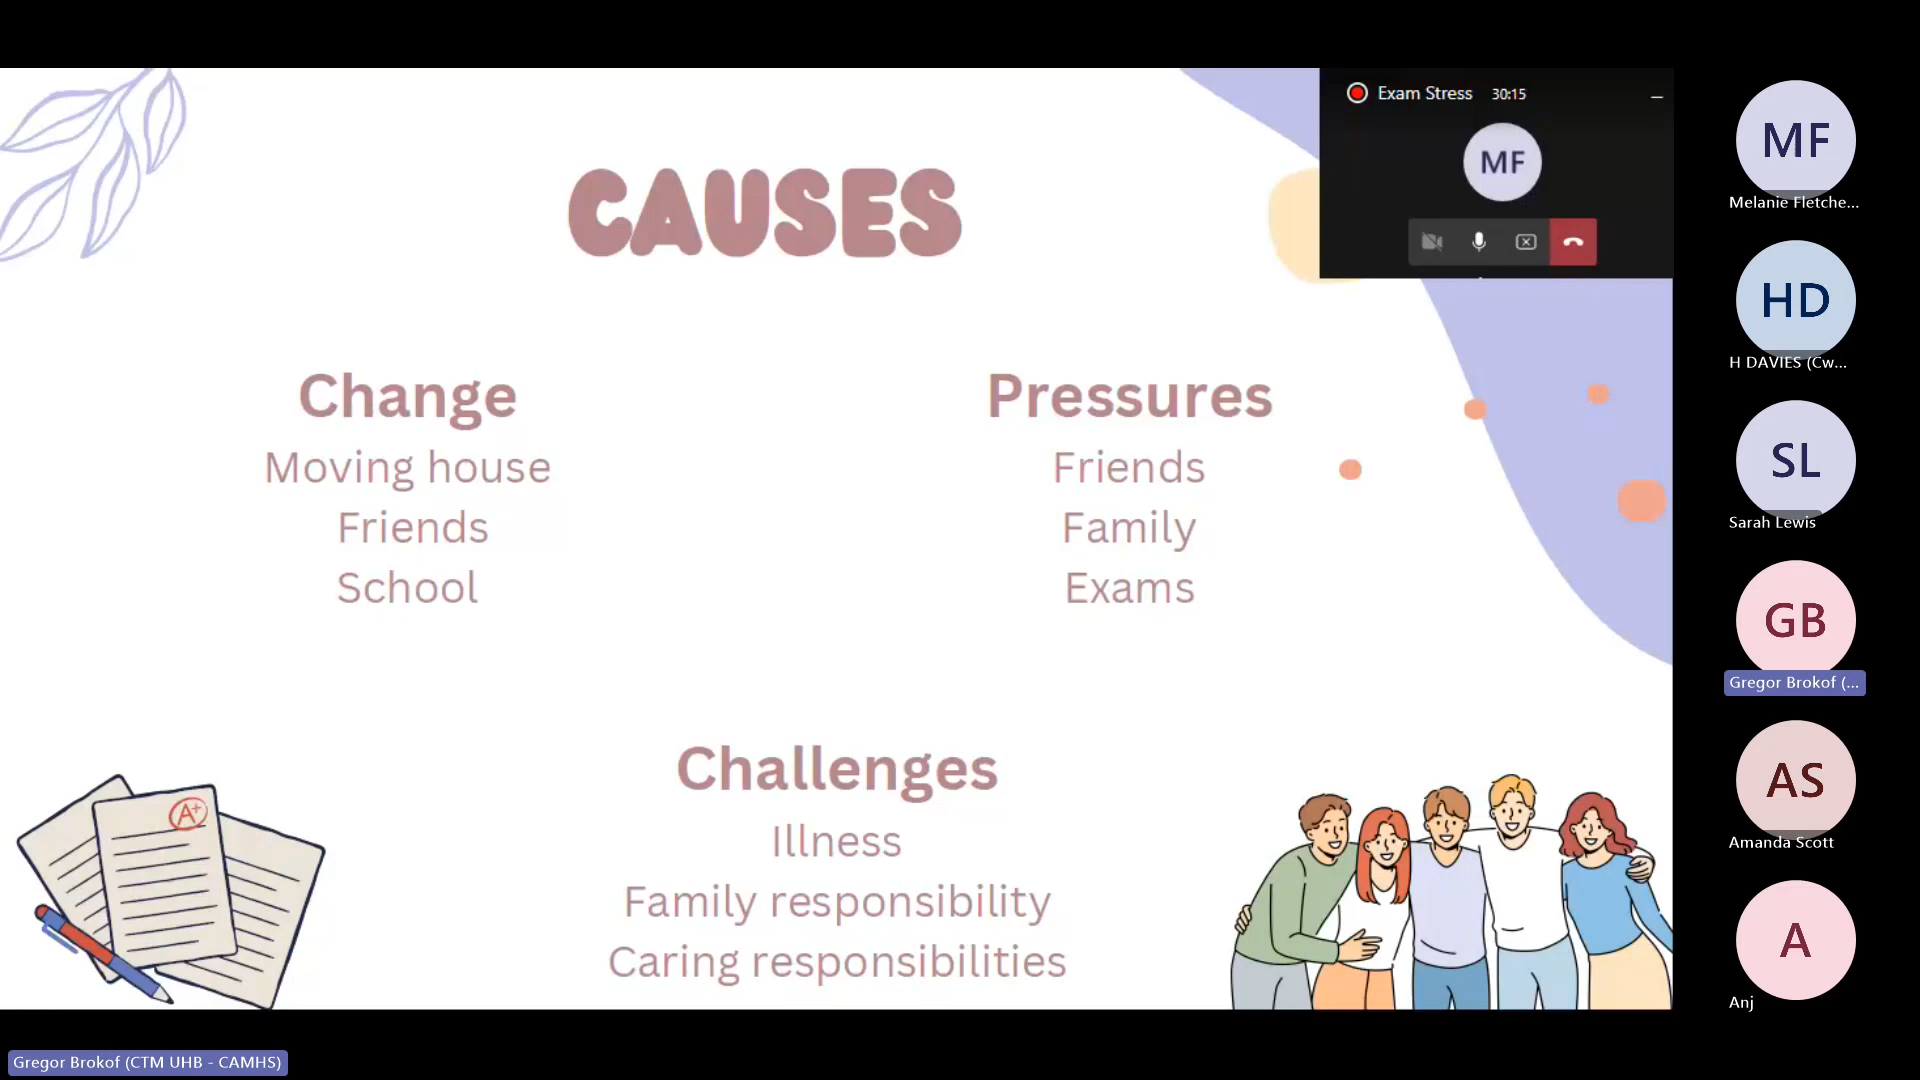 Exam Stress 30:15
MF
CAUSES
Change
Moving house
Friends
School
Pressures
Friends
Family
Exams
Challenges
Illness
Family responsibility
Caring responsibilities
A+
MF
Melanie Fletche...
HD
H DAVIES (Cw...
SL
Sarah Lewis
GB
Gregor Brokof (...
AS
Amanda Scott
A
Anj
Gregor Brokof (CTM UHB - CAMHS)